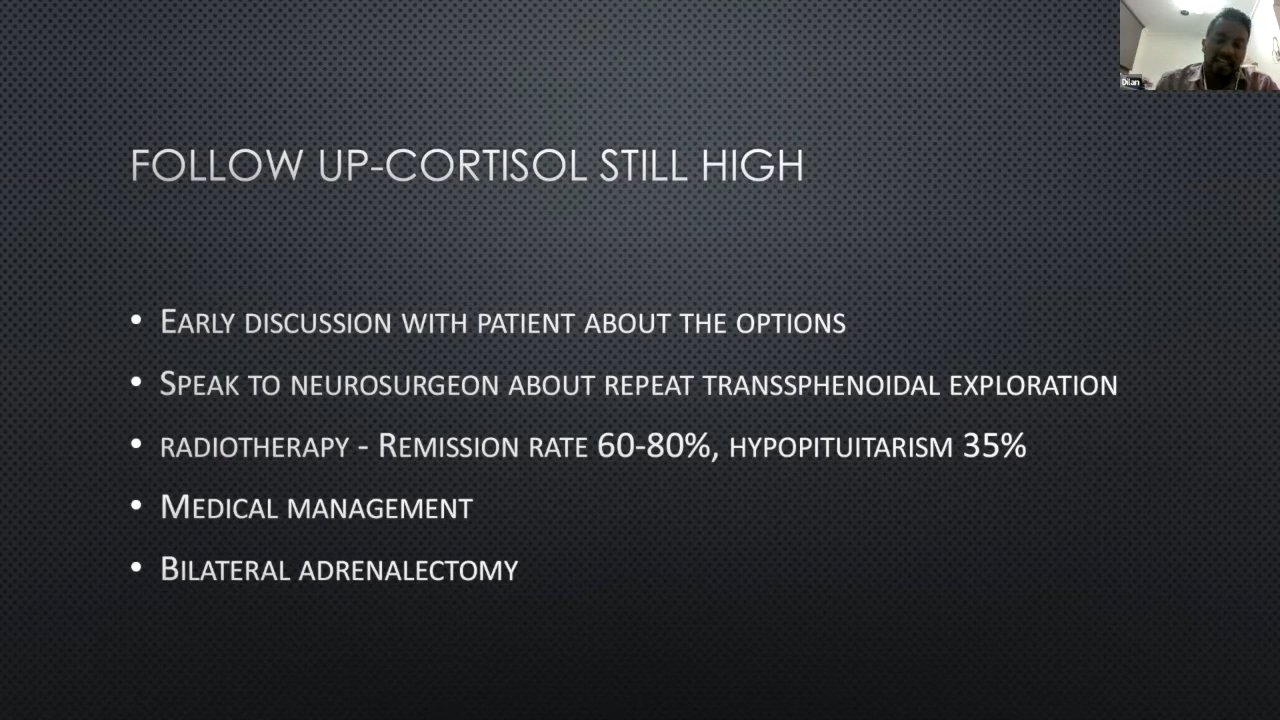 Dilan
FOLLOW UP-CORTISOL STILL HIGH
• EARLY DISCUSSION WITH PATIENT ABOUT THE OPTIONS
• SPEAK TO NEUROSURGEON ABOUT REPEAT TRANSSPHENOIDAL EXPLORATION
• RADIOTHERAPY - REMISSION RATE 60-80%, HYPOPITUITARISM 35%
• MEDICAL MANAGEMENT
• BILATERAL ADRENALECTOMY